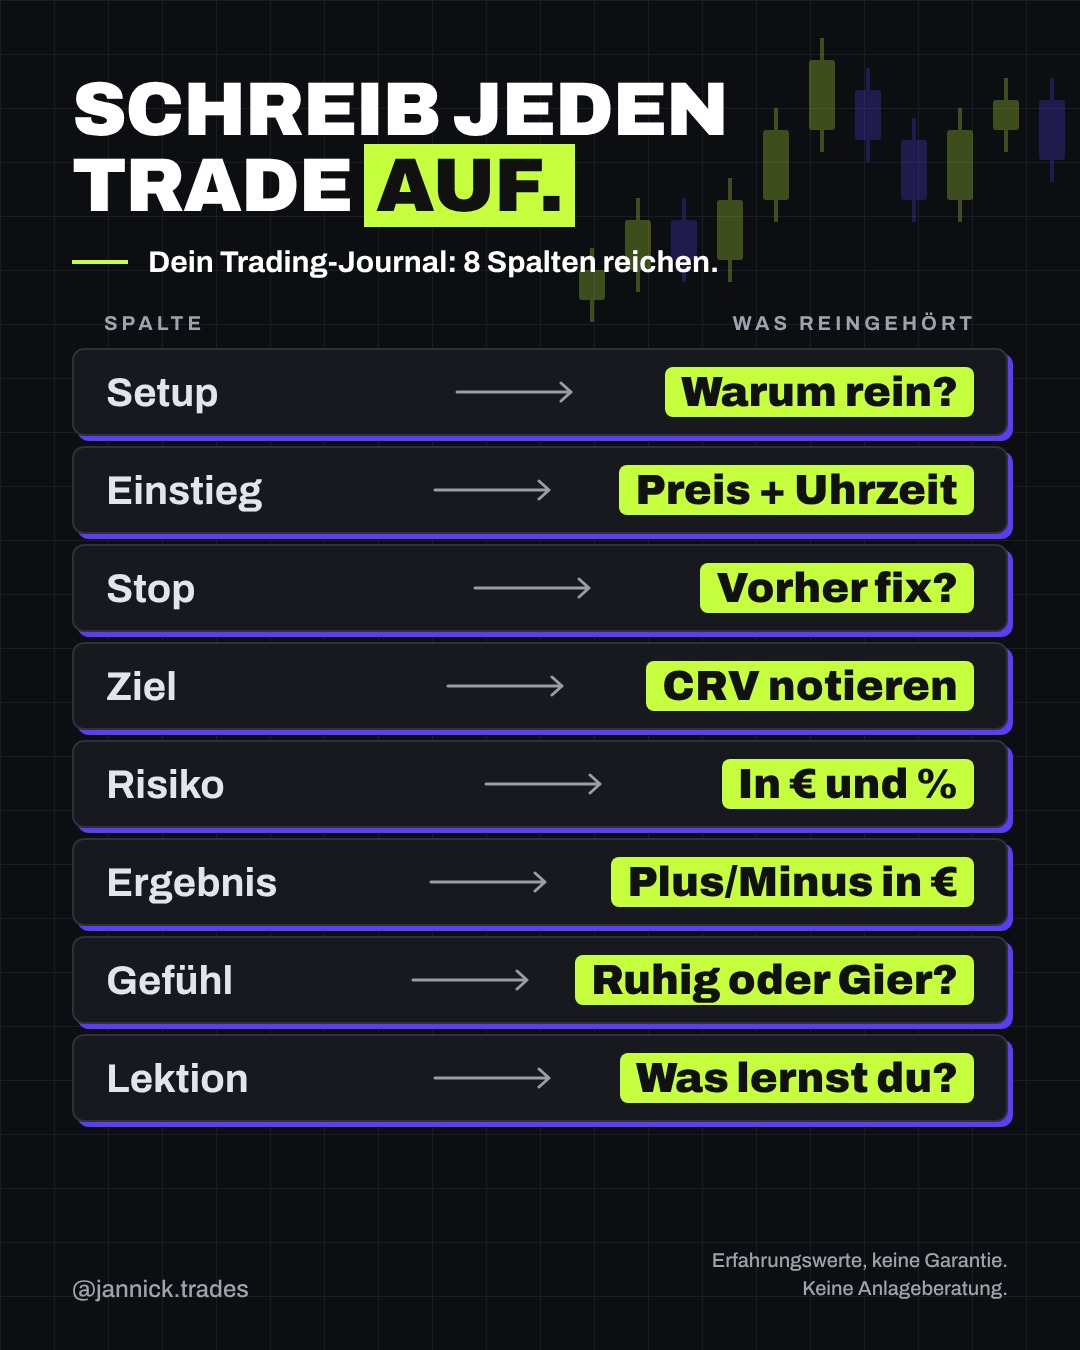 SCHREIB JEDEN
TRADE AUF.
Dein Trading-Journal: 8 Spalten reichen.
SPALTE WAS REINGEHÖRT
Setup → Warum rein?
Einstieg → Preis + Uhrzeit
Stop → Vorher fix?
Ziel → CRV notieren
Risiko → In € und %
Ergebnis → Plus/Minus in €
Gefühl → Ruhig oder Gier?
Lektion → Was lernst du?
Erfahrungswerte, keine Garantie.
@jannick.trades Keine Anlageberatung.